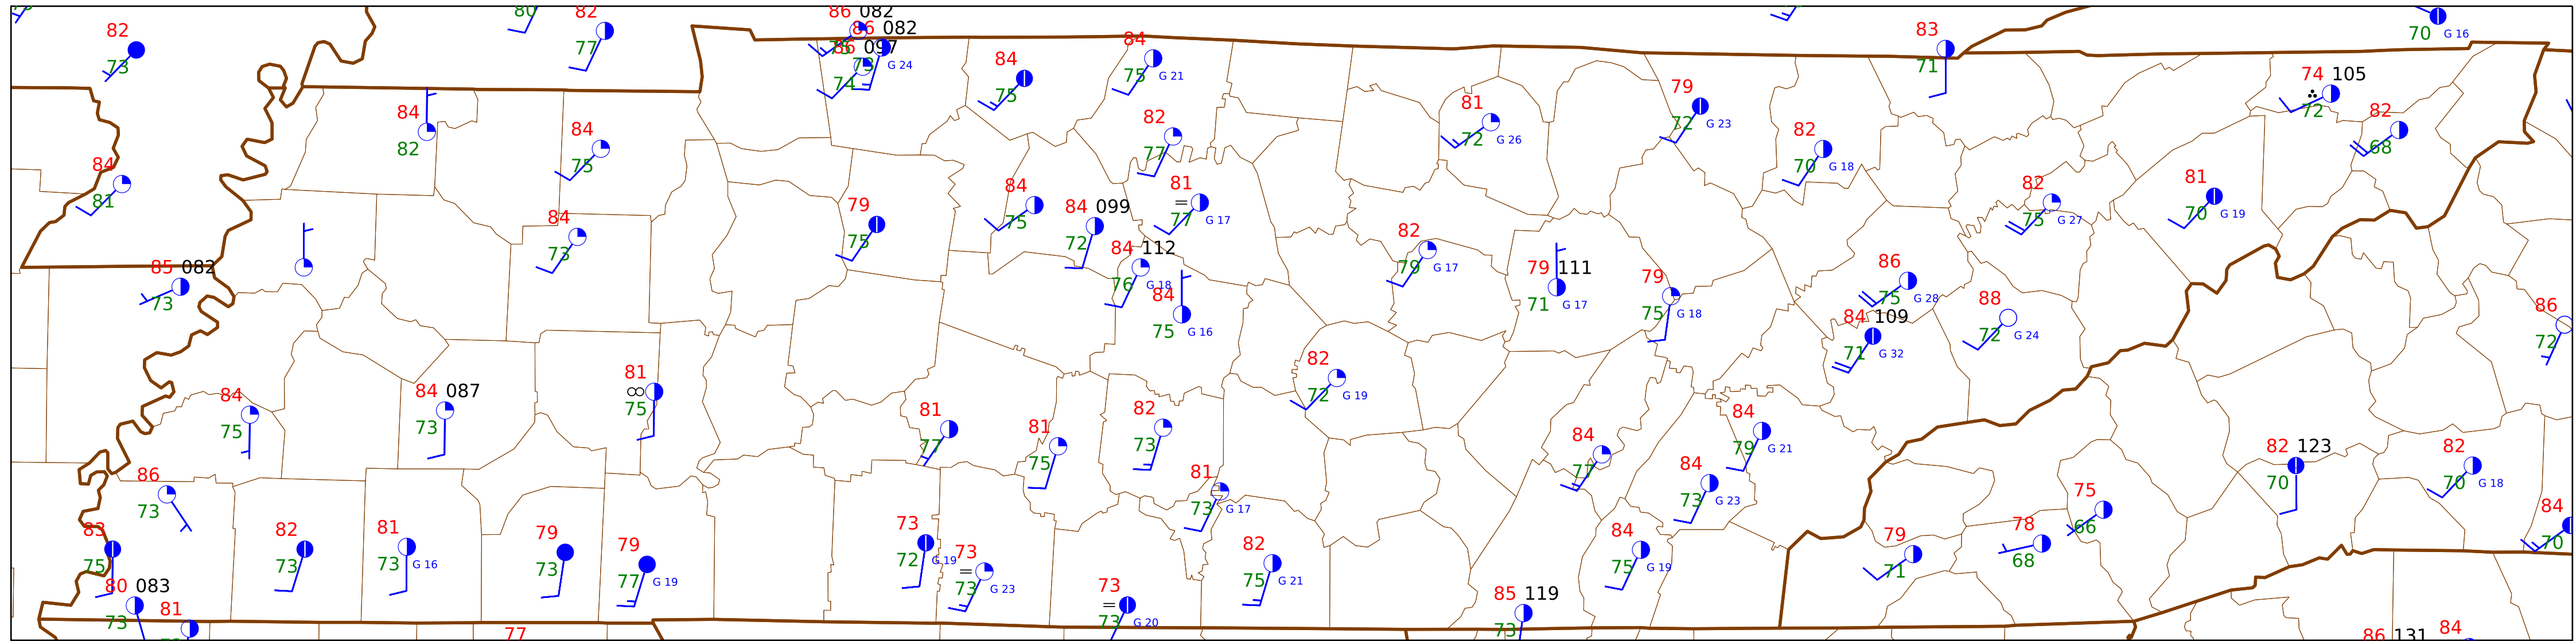 86 082
82 80 82 86 082 83 70 G 16
77 86 097 84
73 75 G 24 84 75 G 21 71 74 105
74 75 79 72
84 84 82 81 72 G 23 82 82
82 75 77 72 G 26 70 G 18 68
84 81 82 81
81 84 = 75 G 27 70 G 19
84 79 75 84 099 77 G 17 82
73 75 72 84 112 79 G 17 79 111 79 86
85 082 76 G 18 71 G 17 75 G 18 75 G 28 88 86
73 84 84 109 72 G 24 72
75 G 16 71 G 32
81 82
84 84 087 ∞ 72 G 19
75 73 75 81 81 82 84
77 75 73 84 79 G 21 82 123 82
86 81 77 84 70 70 G 18
73 73 G 17 73 G 23 75 84
83 82 81 79 79 73 82 84 79 78 66 70
75 73 73 G 16 73 77 G 19 72 G 19 73 75 G 21 75 G 19 71 68
80 083 = 73 G 23 73 85 119
73 81 = 73 G 20 73
77 86 131 84